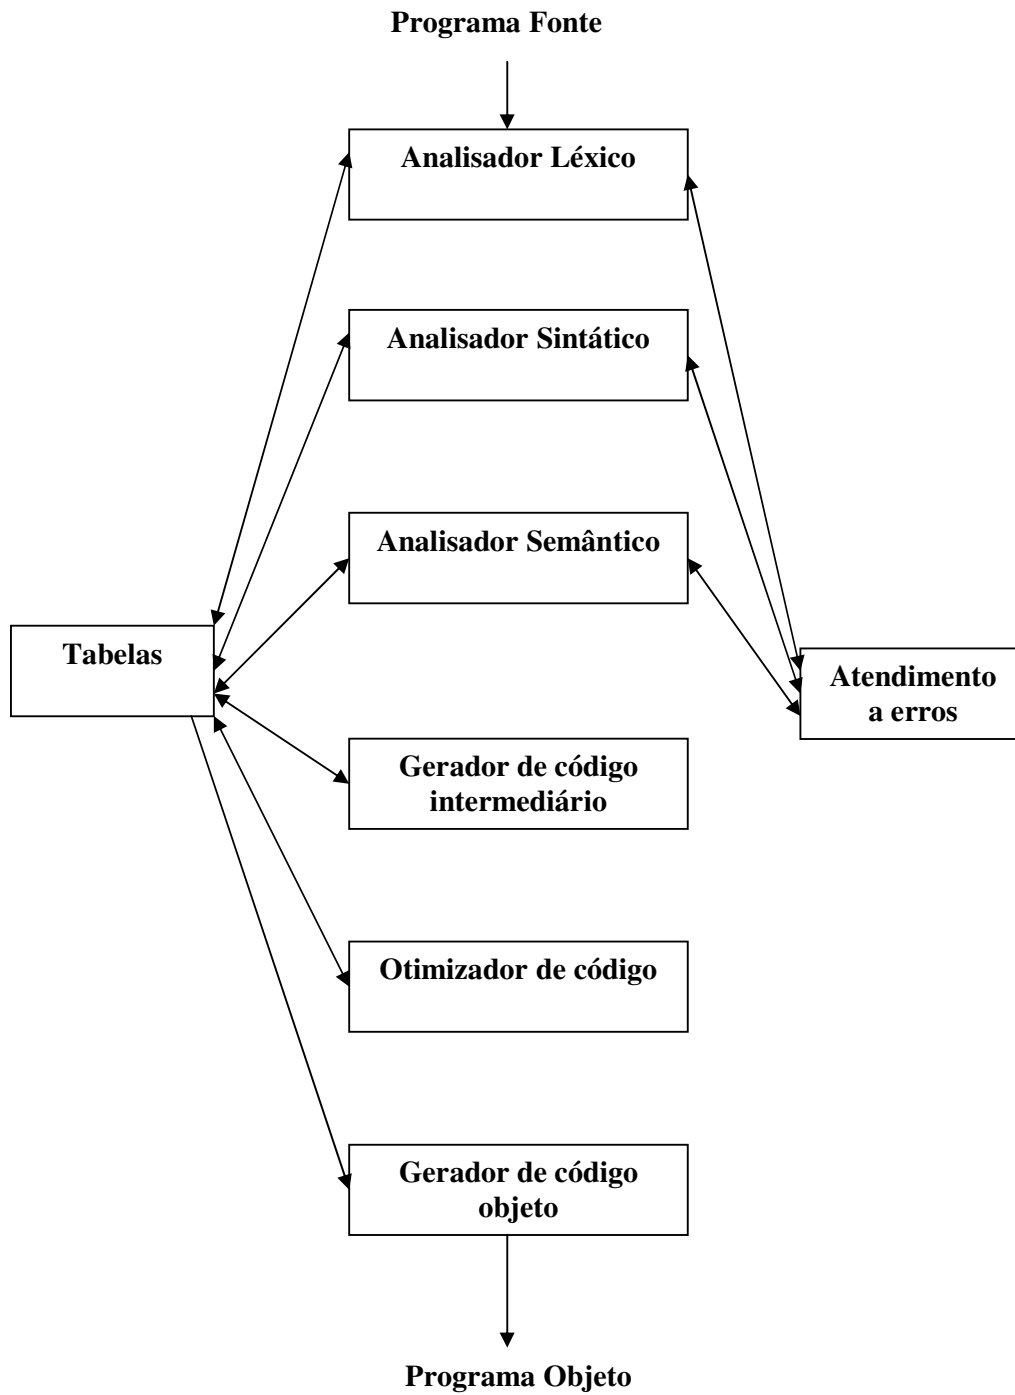 Programa Fonte
Analisador Léxico
Analisador Sintático
Analisador Semântico
Tabelas
Atendimento
a erros
Gerador de código
intermediário
Otimizador de código
Gerador de código
objeto
Programa Objeto